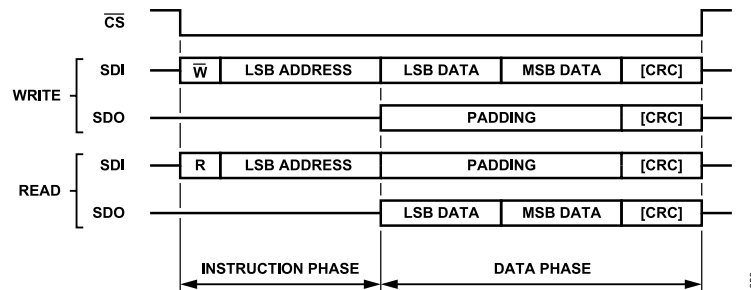 CS
SDI W LSB ADDRESS LSB DATA MSB DATA [CRC]
WRITE
SDO PADDING [CRC]
SDI R LSB ADDRESS PADDING [CRC]
READ
SDO LSB DATA MSB DATA [CRC]
INSTRUCTION PHASE DATA PHASE